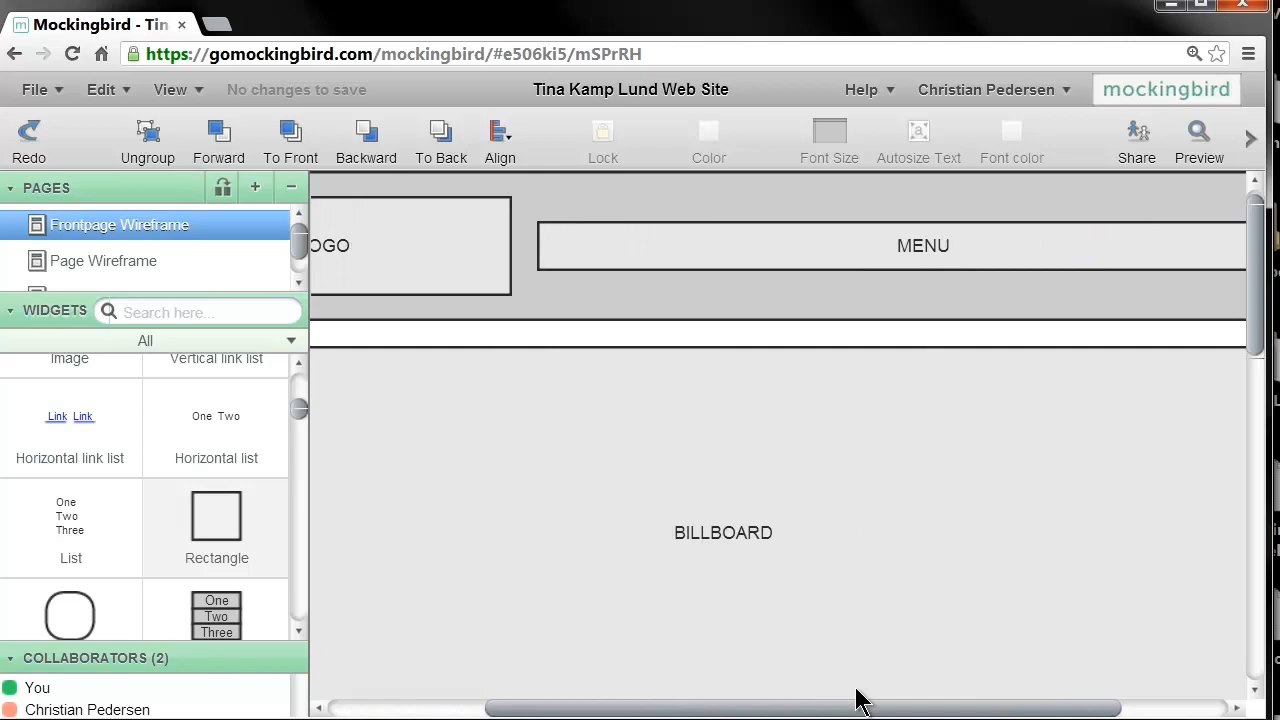 Mockingbird - Tin
https://gomockingbird.com/mockingbird/#e506ki5/mSPrRH
File Edit View No changes to save Tina Kamp Lund Web Site Help Christian Pedersen mockingbird
Redo Ungroup Forward To Front Backward To Back Align Lock Color Font Size Autosize Text Font color Share Preview
PAGES
Frontpage Wireframe
Page Wireframe
OGO
MENU
WIDGETS Search here...
All
Image Vertical link list
Link Link One Two
Horizontal link list Horizontal list
One
Two
Three
List Rectangle
One
Two
Three
BILLBOARD
COLLABORATORS (2)
You
Christian Pedersen